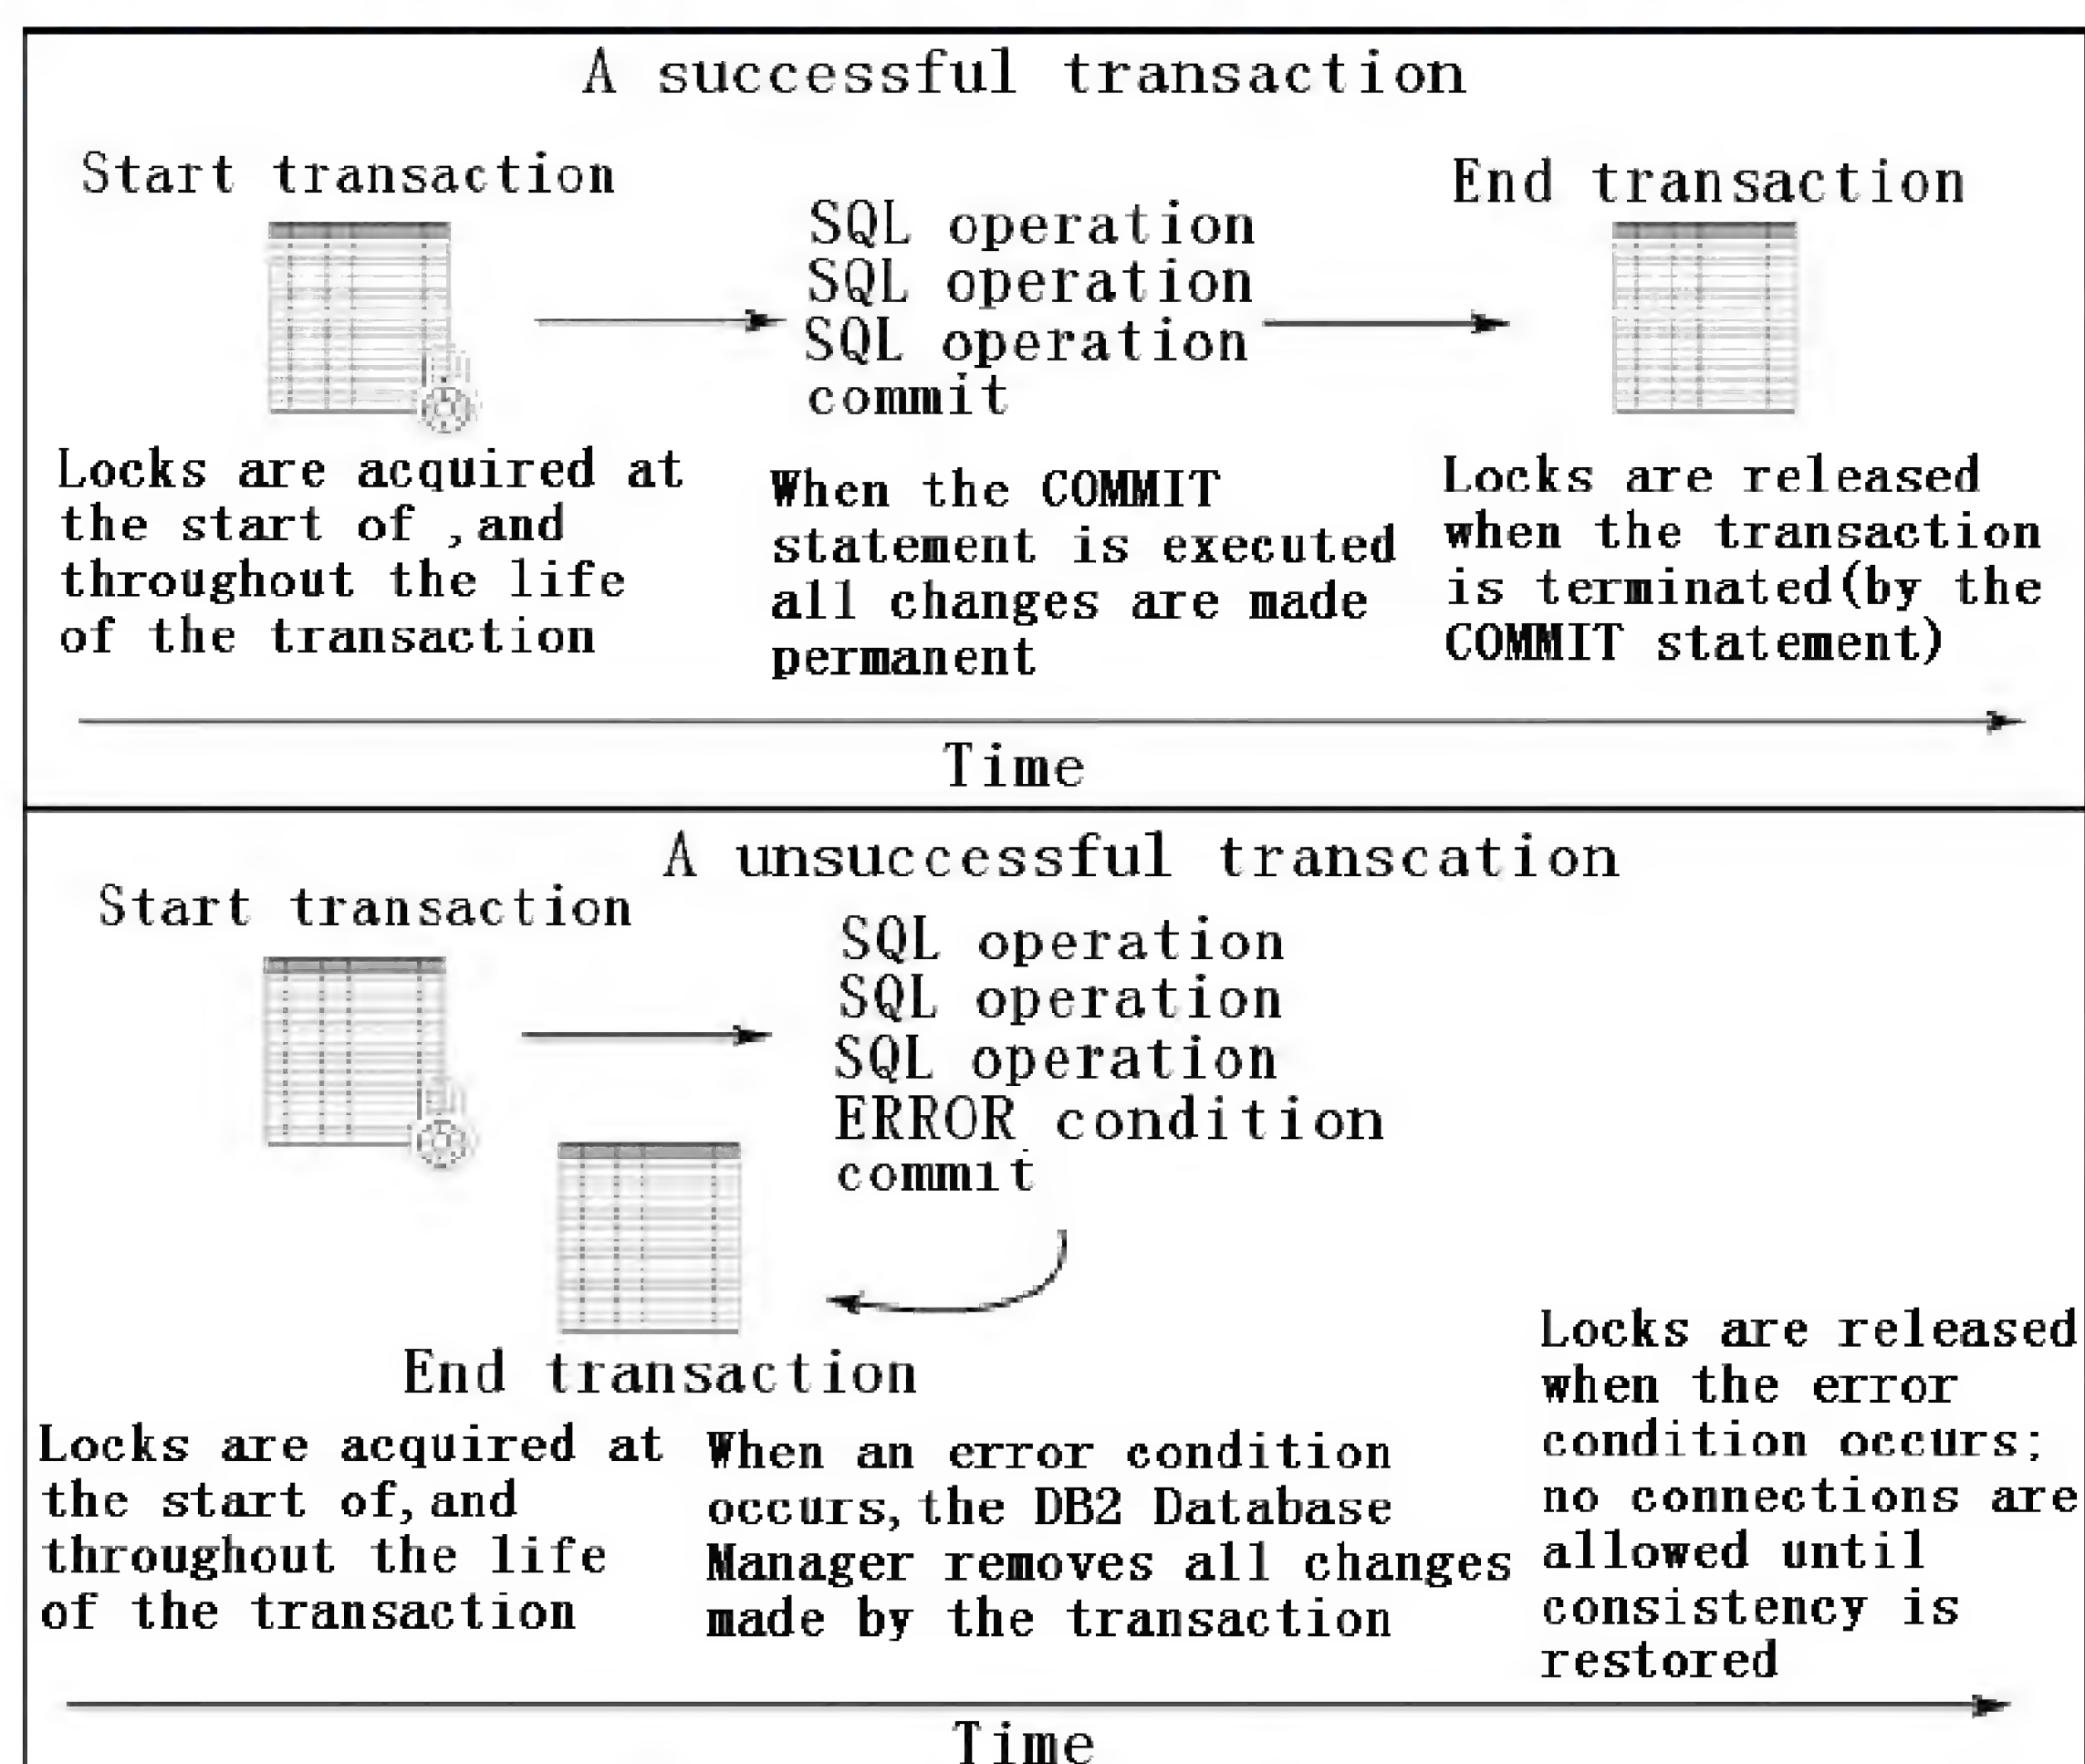 A successful transaction
Start transaction
SQL operation
SQL operation
SQL operation
commit
End transaction
Locks are acquired at
the start of ,and
throughout the life
of the transaction
When the COMMIT
statement is executed
all changes are made
permanent
Locks are released
when the transaction
is terminated(by the
COMMIT statement)
Time
A unsuccessful transcation
Start transaction
SQL operation
SQL operation
SQL operation
ERROR condition
commit
End transaction
Locks are acquired at
the start of,and
throughout the life
of the transaction
When an error condition
occurs,the DB2 Database
Manager removes all changes
made by the transaction
Locks are released
when the error
condition occurs;
no connections are
allowed until
consistency is
restored
Time